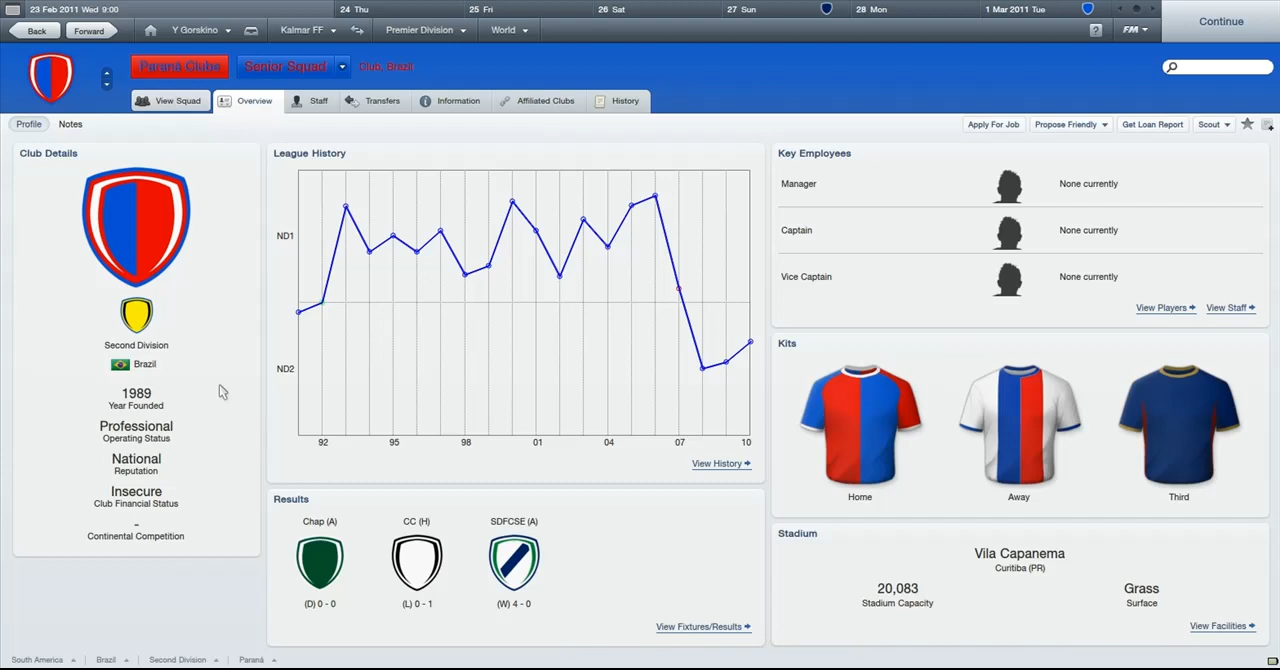 23 Feb 2011 Wed 9:00
24 Thu
25 Fri
26 Sat
27 Sun
28 Mon
1 Mar 2011 Tue
Continue
Back
Forward
Y Gorskino
Kalmar FF
Premier Division
World
?
FM
Paraná Clube
Senior Squad
Club, Brazil
View Squad
Overview
Staff
Transfers
Information
Affiliated Clubs
History
Profile
Notes
Apply For Job
Propose Friendly
Get Loan Report
Scout
Club Details
Second Division
Brazil
1989
Year Founded
Professional
Operating Status
National
Reputation
Insecure
Club Financial Status
-
Continental Competition
League History
ND1
ND2
92
95
98
01
04
07
10
View History
Results
Chap (A)
CC (H)
SDFCSE (A)
(D) 0 - 0
(L) 0 - 1
(W) 4 - 0
View Fixtures/Results
Key Employees
Manager
None currently
Captain
None currently
Vice Captain
None currently
View Players
View Staff
Kits
Home
Away
Third
Stadium
Vila Capanema
Curitiba (PR)
20,083
Stadium Capacity
Grass
Surface
View Facilities
South America
Brazil
Second Division
Paraná